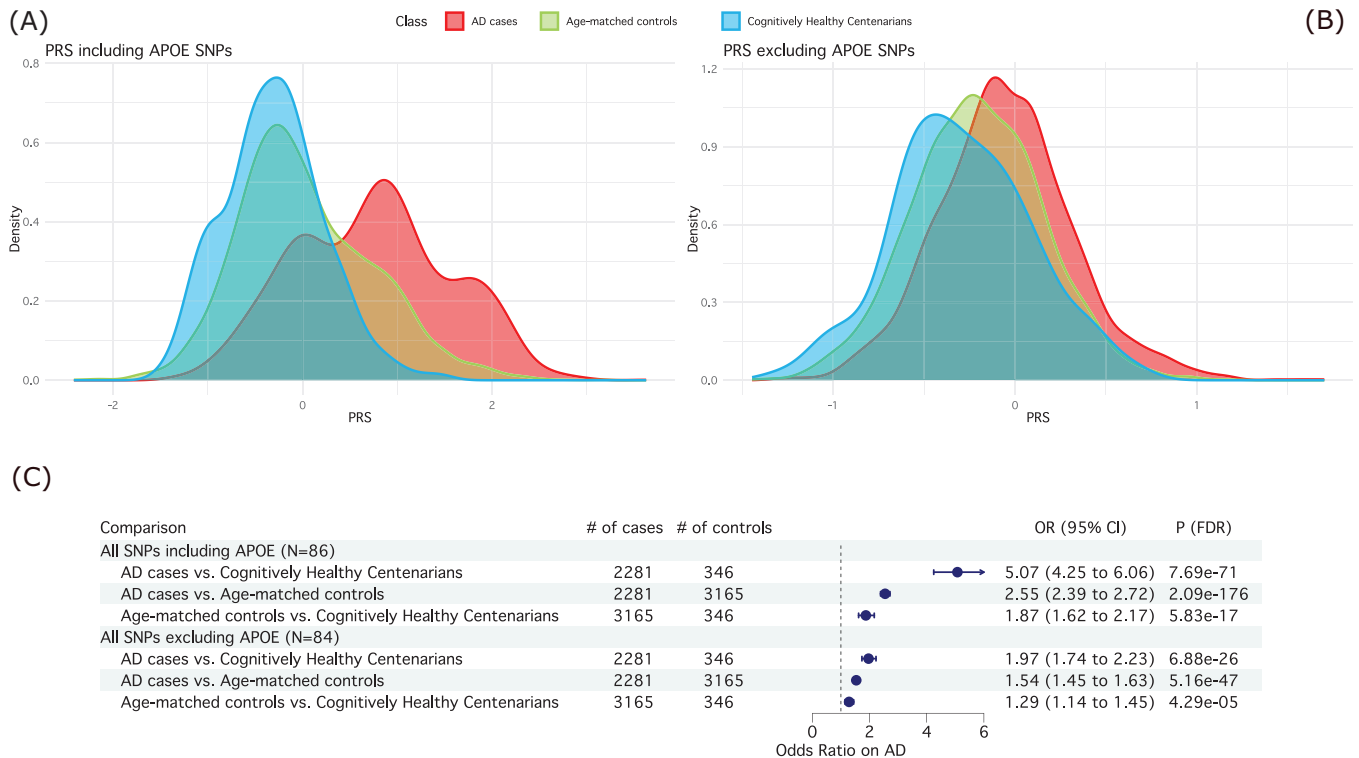 (A)
Class AD cases Age-matched controls Cognitively Healthy Centenarians
(B)
PRS including APOE SNPs
0.8
0.6
0.4
0.2
0.0
Density
-2 0 2
PRS
PRS excluding APOE SNPs
1.2
0.9
0.6
0.3
0.0
Density
-1 0 1
PRS
(C)
Comparison # of cases # of controls OR (95% CI) P (FDR)
All SNPs including APOE (N=86)
AD cases vs. Cognitively Healthy Centenarians 2281 346 5.07 (4.25 to 6.06) 7.69e-71
AD cases vs. Age-matched controls 2281 3165 2.55 (2.39 to 2.72) 2.09e-176
Age-matched controls vs. Cognitively Healthy Centenarians 3165 346 1.87 (1.62 to 2.17) 5.83e-17
All SNPs excluding APOE (N=84)
AD cases vs. Cognitively Healthy Centenarians 2281 346 1.97 (1.74 to 2.23) 6.88e-26
AD cases vs. Age-matched controls 2281 3165 1.54 (1.45 to 1.63) 5.16e-47
Age-matched controls vs. Cognitively Healthy Centenarians 3165 346 1.29 (1.14 to 1.45) 4.29e-05
0 2 4 6
Odds Ratio on AD